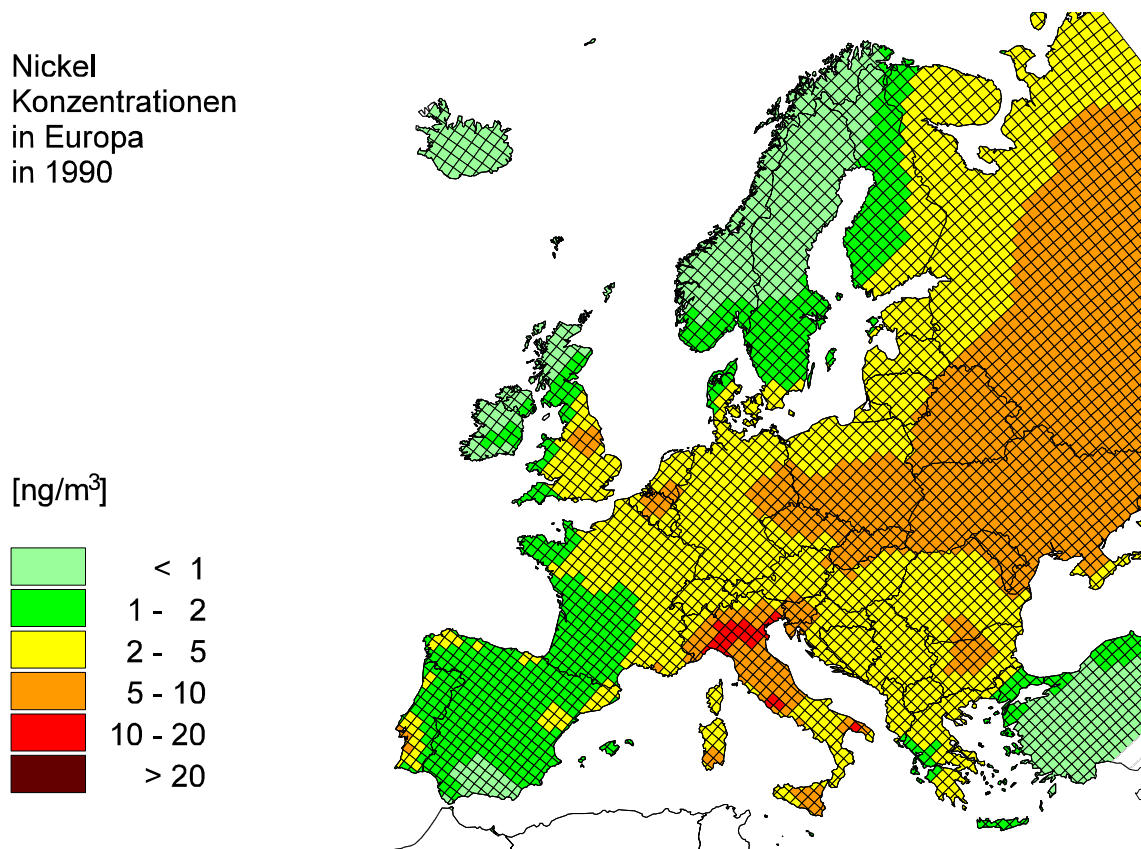 Nickel
Konzentrationen
in Europa
in 1990
[ng/m³]
< 1
1 - 2
2 - 5
5 - 10
10 - 20
> 20